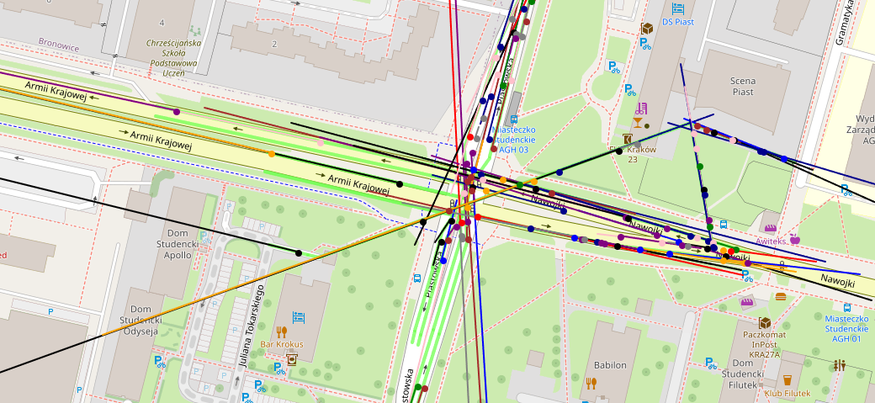 Bronowice
4
2
Chrześcijańska
Szkoła
Podstawowa
Uczeń
Armii Krajowej
Armii Krajowej
Armii Krajowej
Miasteczko
Studenckie
AGH 03
DS Piast
Scena
Piast
Gramatyka
Kraków
23
Nawojki
Nawojki
Nawojki
Nawojki
Awiteks
Dom
Studencki
Apollo
Dom
Studencki
Odyseja
Juliana Tokarskiego
Bar Krokus
Piastowska
Babilon
Dom
Studencki
Filutek
Paczkomat
InPost
KRA27A
Klub Filutek
Miasteczko
Studenckie
AGH 01
P
P
P
P
P